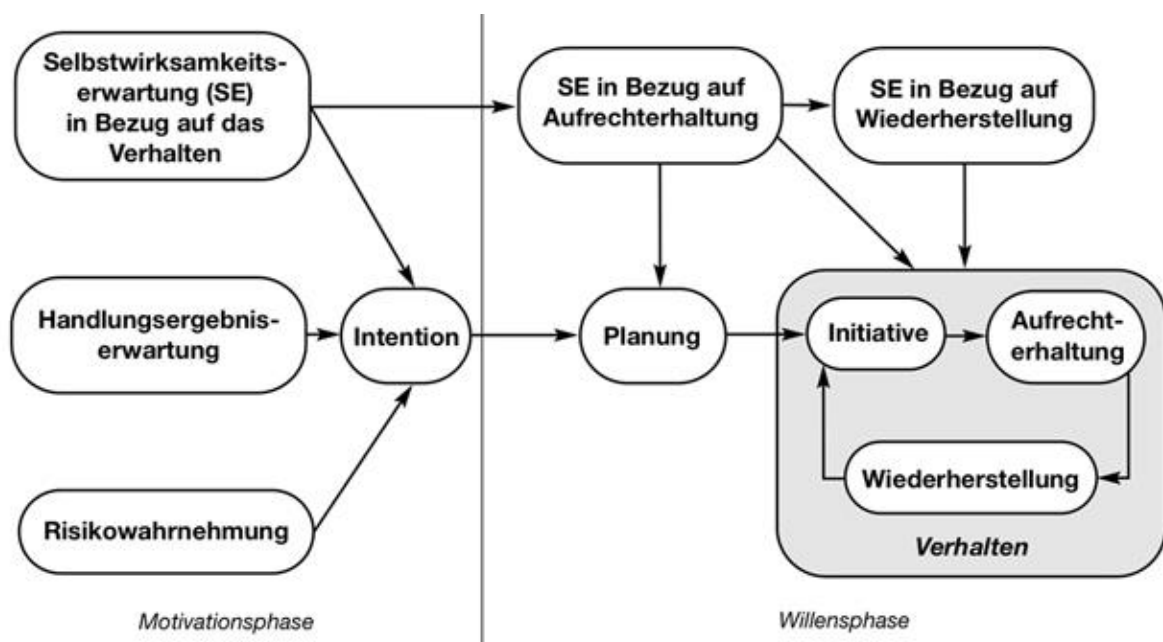 Selbstwirksamkeits-
erwartung (SE)
in Bezug auf das
Verhalten
SE in Bezug auf
Aufrechterhaltung
SE in Bezug auf
Wiederherstellung
Handlungsergebnis-
erwartung
Intention
Planung
Initiative
Aufrecht-
erhaltung
Wiederherstellung
Risikowahrnehmung
Verhalten
Motivationsphase
Willensphase